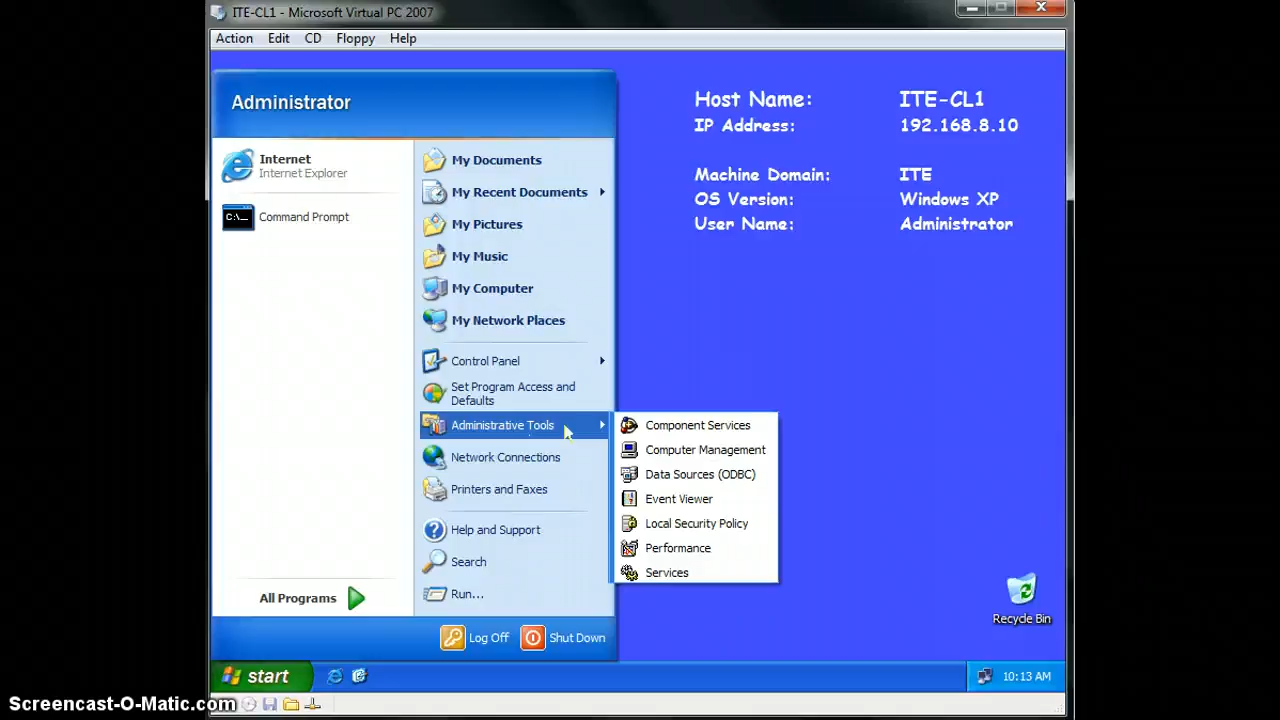 ITE-CL1 - Microsoft Virtual PC 2007
Action Edit CD Floppy Help
Administrator
Internet
Internet Explorer
C:\_
Command Prompt
All Programs
My Documents
My Recent Documents
My Pictures
My Music
My Computer
My Network Places
Control Panel
Set Program Access and
Defaults
Administrative Tools
Network Connections
Printers and Faxes
Help and Support
Search
Run...
Component Services
Computer Management
Data Sources (ODBC)
Event Viewer
Local Security Policy
Performance
Services
Log Off Shut Down
Host Name: ITE-CL1
IP Address: 192.168.8.10
Machine Domain: ITE
OS Version: Windows XP
User Name: Administrator
Recycle Bin
start
10:13 AM
Screencast-O-Matic.com